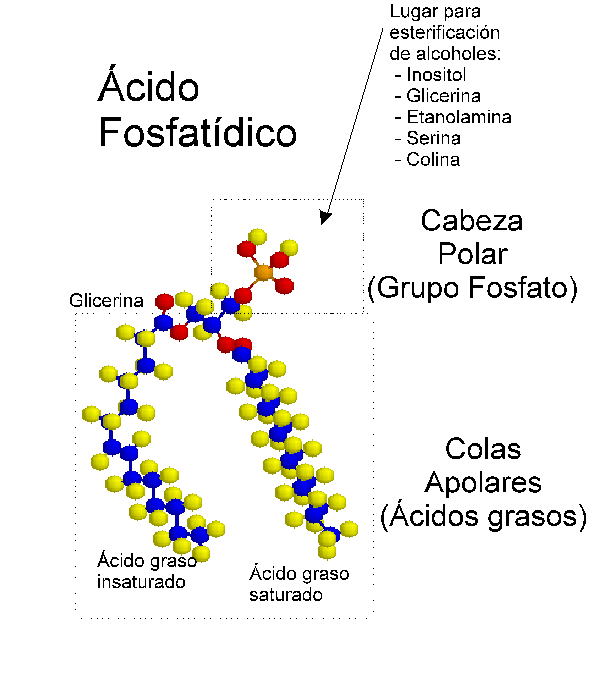 Lugar para
esterificación
de alcoholes:
- Inositol
- Glicerina
- Etanolamina
- Serina
- Colina
Ácido
Fosfatídico
Cabeza
Polar
(Grupo Fosfato)
Glicerina
Colas
Apolares
(Ácidos grasos)
Ácido graso
insaturado
Ácido graso
saturado